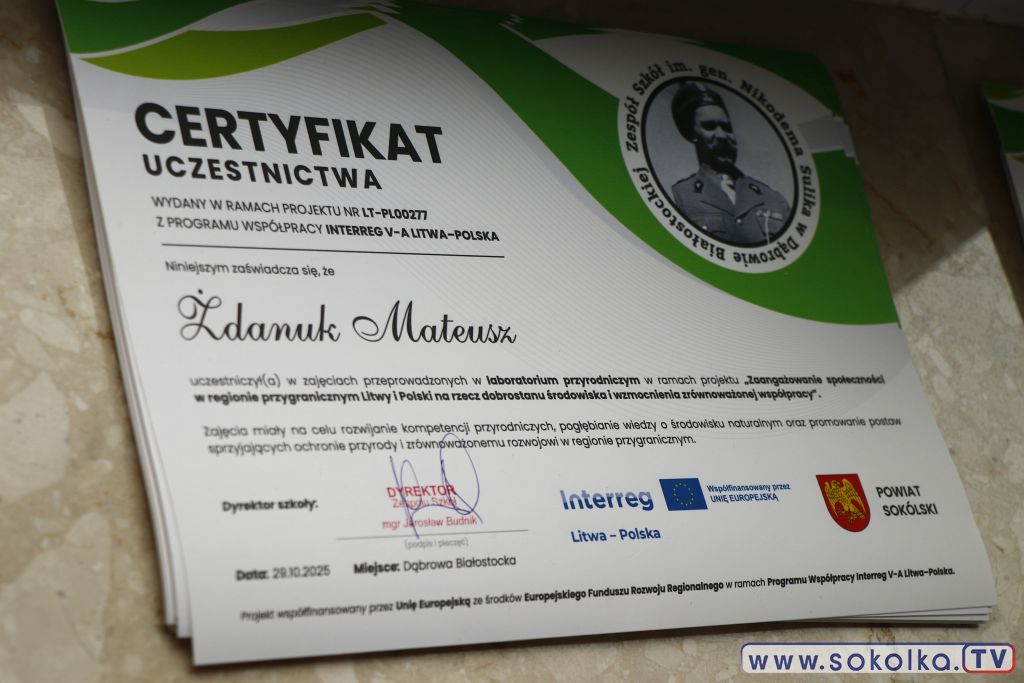 CERTYFIKAT
UCZESTNICTWA
WYDANY W RAMACH PROJEKTU NR LT-PL00277
Z PROGRAMU WSPÓŁPRACY INTERREG V-A LITWA-POLSKA
Zespół Szkół im. gen. Nikodema Sulika w Dąbrowie Białostockiej
Niniejszym zaświadcza się, że
Żdanuk Mateusz
uczestniczył(a) w zajęciach przeprowadzonych w laboratorium przyrodniczym w ramach projektu „Zaangażowanie społeczności
w regionie przygranicznym Litwy i Polski na rzecz dobrostanu środowiska i wzmocnienia zrównoważonej współpracy".
Zajęcia miały na celu rozwijanie kompetencji przyrodniczych, pogłębianie wiedzy o środowisku naturalnym oraz promowanie postaw
sprzyjających ochronie przyrody i zrównoważonemu rozwojowi w regionie przygranicznym.
Dyrektor szkoły:
DYREKTOR
Zespołu Szkół
mgr Jarosław Budnik
(podpis i pieczęć)
Interreg
Współfinansowany przez
UNIĘ EUROPEJSKĄ
Litwa – Polska
POWIAT
SOKÓLSKI
Data: 29.10.2025 Miejsce: Dąbrowa Białostocka
Projekt współfinansowany przez Unię Europejską ze środków Europejskiego Funduszu Rozwoju Regionalnego w ramach Programu Współpracy Interreg V-A Litwa-Polska.
www.sokolka.TV